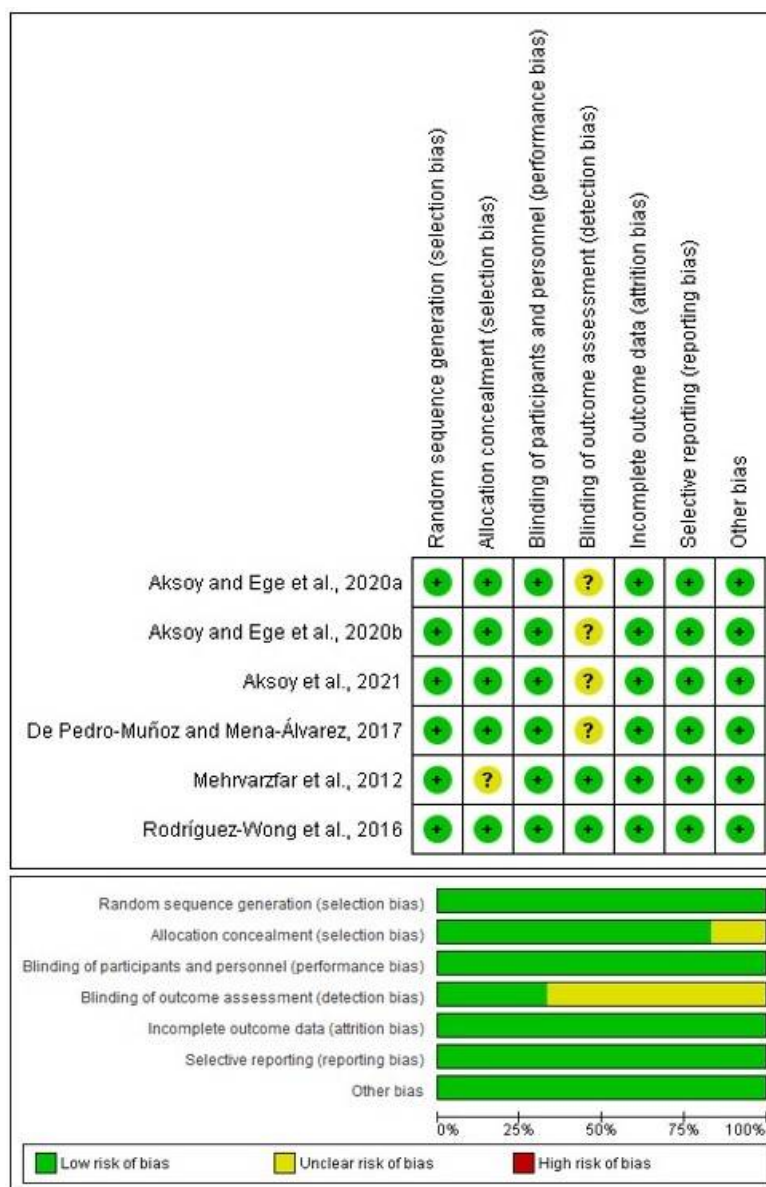 Random sequence generation (selection bias)
Allocation concealment (selection bias)
Blinding of participants and personnel (performance bias)
Blinding of outcome assessment (detection bias)
Incomplete outcome data (attrition bias)
Selective reporting (reporting bias)
Other bias
Aksoy and Ege et al., 2020a + + + ? + + +
Aksoy and Ege et al., 2020b + + + ? + + +
Aksoy et al., 2021 + + + ? + + +
De Pedro-Muñoz and Mena-Álvarez, 2017 + + + ? + + +
Mehrvarzfar et al., 2012 + ? + + + + +
Rodríguez-Wong et al., 2016 + + + + + + +
Random sequence generation (selection bias)
Allocation concealment (selection bias)
Blinding of participants and personnel (performance bias)
Blinding of outcome assessment (detection bias)
Incomplete outcome data (attrition bias)
Selective reporting (reporting bias)
Other bias
0% 25% 50% 75% 100%
Low risk of bias Unclear risk of bias High risk of bias